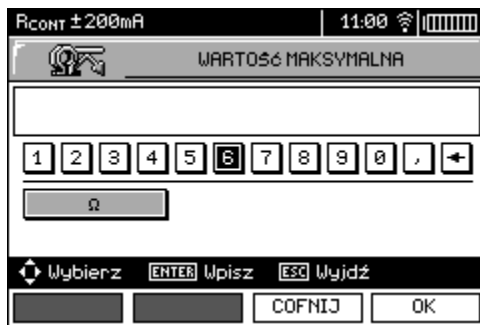 RCONT ±200mA 11:00
WARTOŚĆ MAKSYMALNA
1 2 3 4 5 6 7 8 9 0 ,
Ω
Wybierz ENTER Wpisz ESC Wyjdź
COFNIJ OK